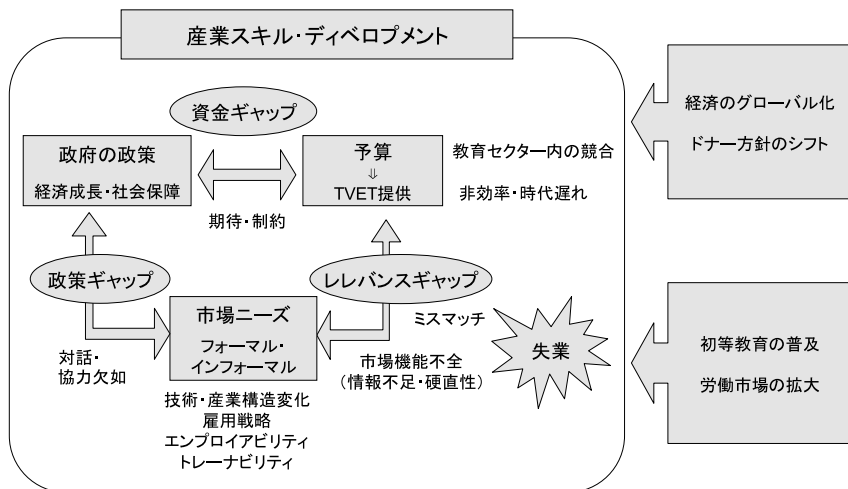 産業スキル・ディベロプメント
資金ギャップ
政府の政策
経済成長・社会保障
予算
⇓
TVET提供
教育セクター内の競合
非効率・時代遅れ
期待・制約
政策ギャップ
レレバンスギャップ
市場ニーズ
フォーマル・
インフォーマル
ミスマッチ
対話・
協力欠如
市場機能不全
(情報不足・硬直性)
失業
技術・産業構造変化
雇用戦略
エンプロイアビリティ
トレーナビリティ
経済のグローバル化
ドナー方針のシフト
初等教育の普及
労働市場の拡大